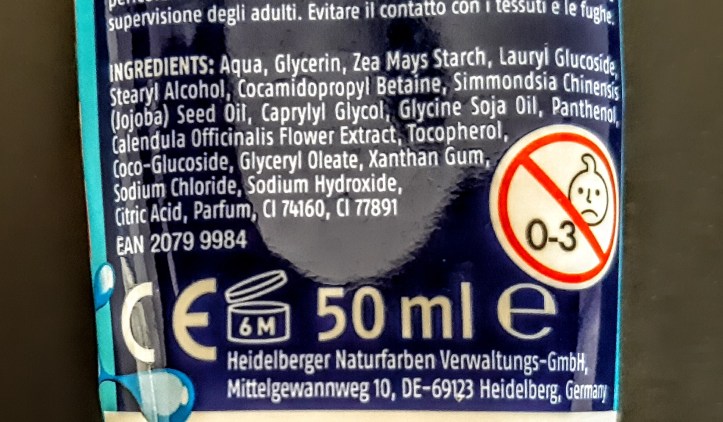 supervisione degli adulti. Evitare il contatto con i tessuti e le fughe.
INGREDIENTS: Aqua, Glycerin, Zea Mays Starch, Lauryl Glucoside,
Stearyl Alcohol, Cocamidopropyl Betaine, Simmondsia Chinensis
(Jojoba) Seed Oil, Caprylyl Glycol, Glycine Soja Oil, Panthenol,
Calendula Officinalis Flower Extract, Tocopherol,
Coco-Glucoside, Glyceryl Oleate, Xanthan Gum,
Sodium Chloride, Sodium Hydroxide,
Citric Acid, Parfum, CI 74160, CI 77891
EAN 2079 9984
0-3
CE 6 M 50 ml e
Heidelberger Naturfarben Verwaltungs-GmbH,
Mittelgewannweg 10, DE-69123 Heidelberg, Germany